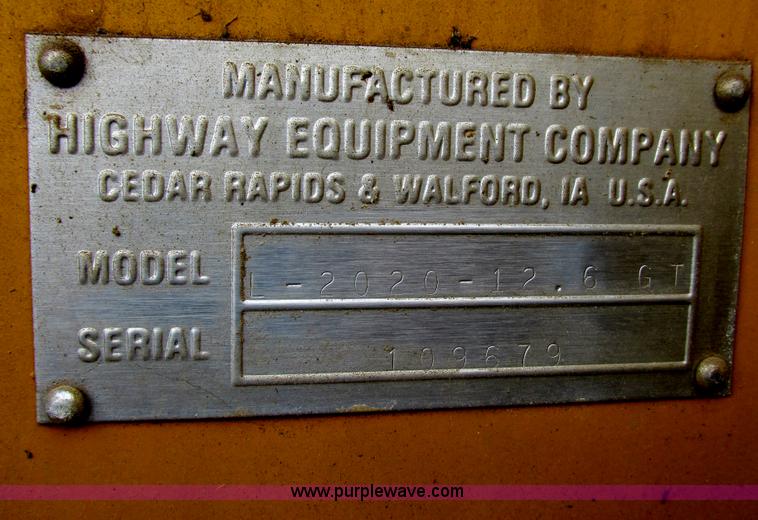 MANUFACTURED BY
HIGHWAY EQUIPMENT COMPANY
CEDAR RAPIDS & WALFORD, IA U.S.A.
MODEL L-2020-12.6 GT
SERIAL 109679
www.purplewave.com